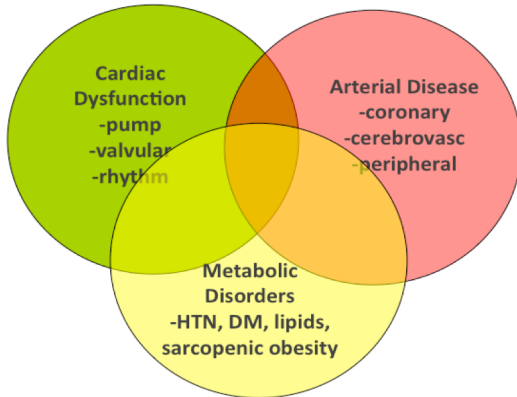 Cardiac
Dysfunction
-pump
-valvular
-rhythm
Arterial Disease
-coronary
-cerebrovasc
-peripheral
Metabolic
Disorders
-HTN, DM, lipids,
sarcopenic obesity